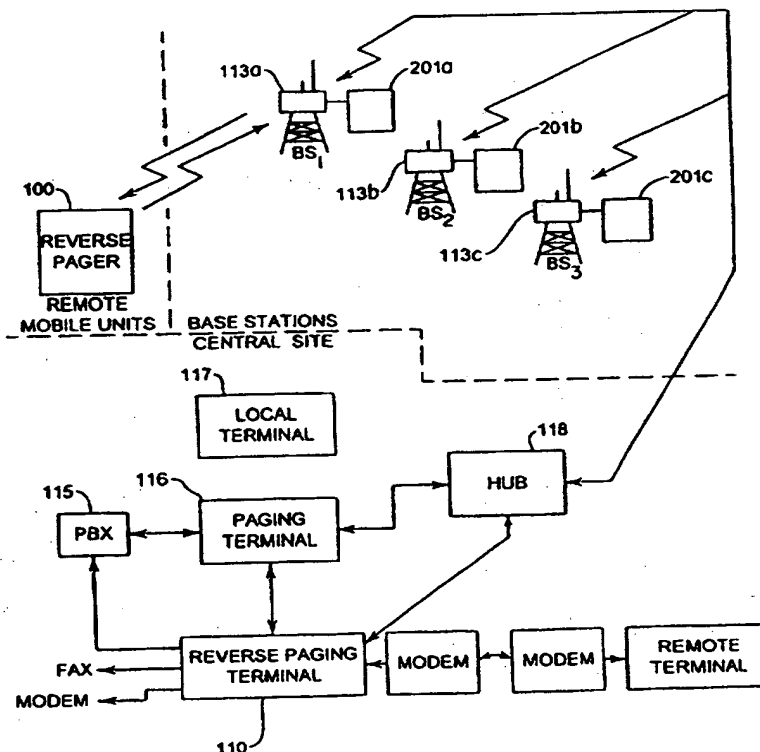 113a
201a
BS1
201b
113b
BS2
201c
113c
BS3
100
REVERSE
PAGER
REMOTE
MOBILE UNITS
BASE STATIONS
CENTRAL SITE
117
LOCAL
TERMINAL
118
HUB
115
PBX
116
PAGING
TERMINAL
REVERSE PAGING
TERMINAL
MODEM
MODEM
REMOTE
TERMINAL
FAX
MODEM
110